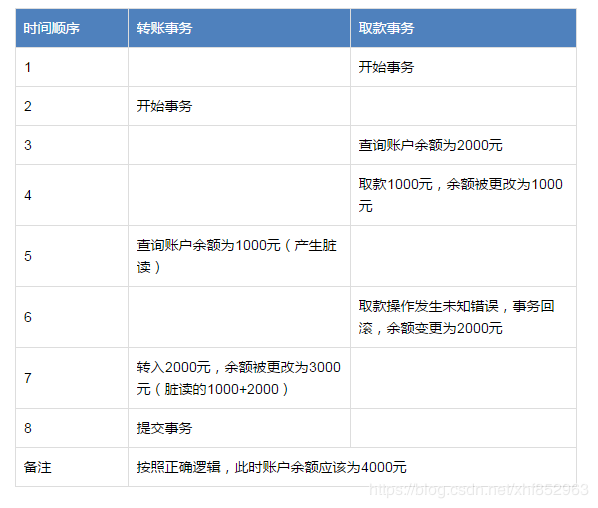 时间顺序 转账事务 取款事务
1 开始事务
2 开始事务
3 查询账户余额为2000元
4 取款1000元，余额被更改为1000
元
5 查询账户余额为1000元（产生脏
读）
6 取款操作发生未知错误，事务回
滚，余额变更为2000元
7 转入2000元，余额被更改为3000
元（脏读的1000+2000）
8 提交事务
备注 按照正确逻辑，此时账户余额应该为4000元
https://blog.csdn.net/xhf852963